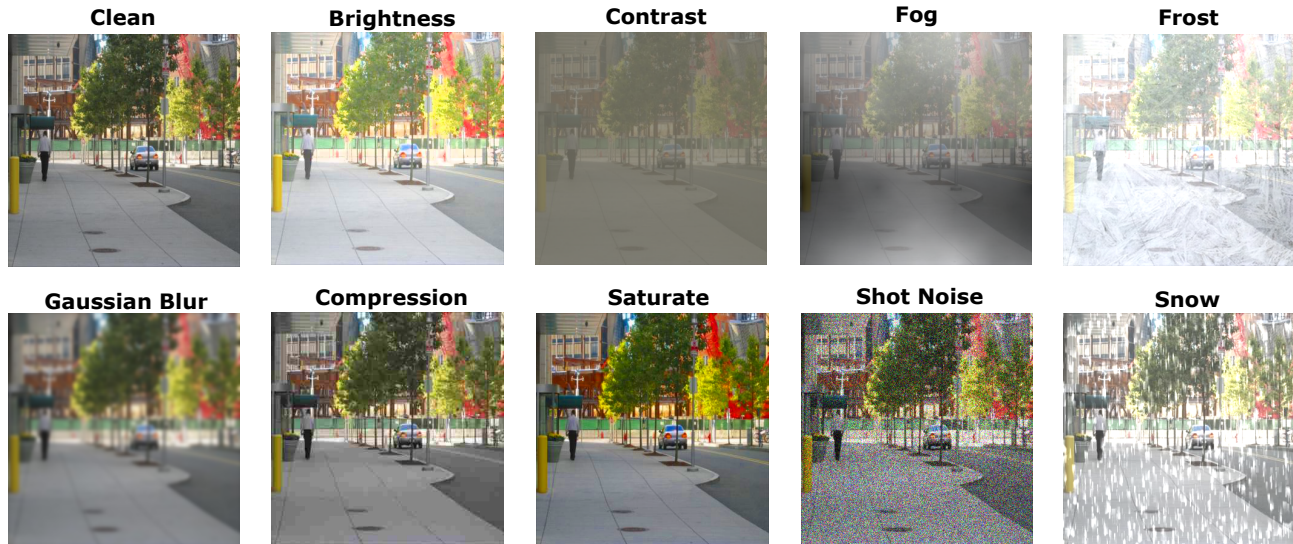 Clean
Brightness
Contrast
Fog
Frost
Gaussian Blur
Compression
Saturate
Shot Noise
Snow